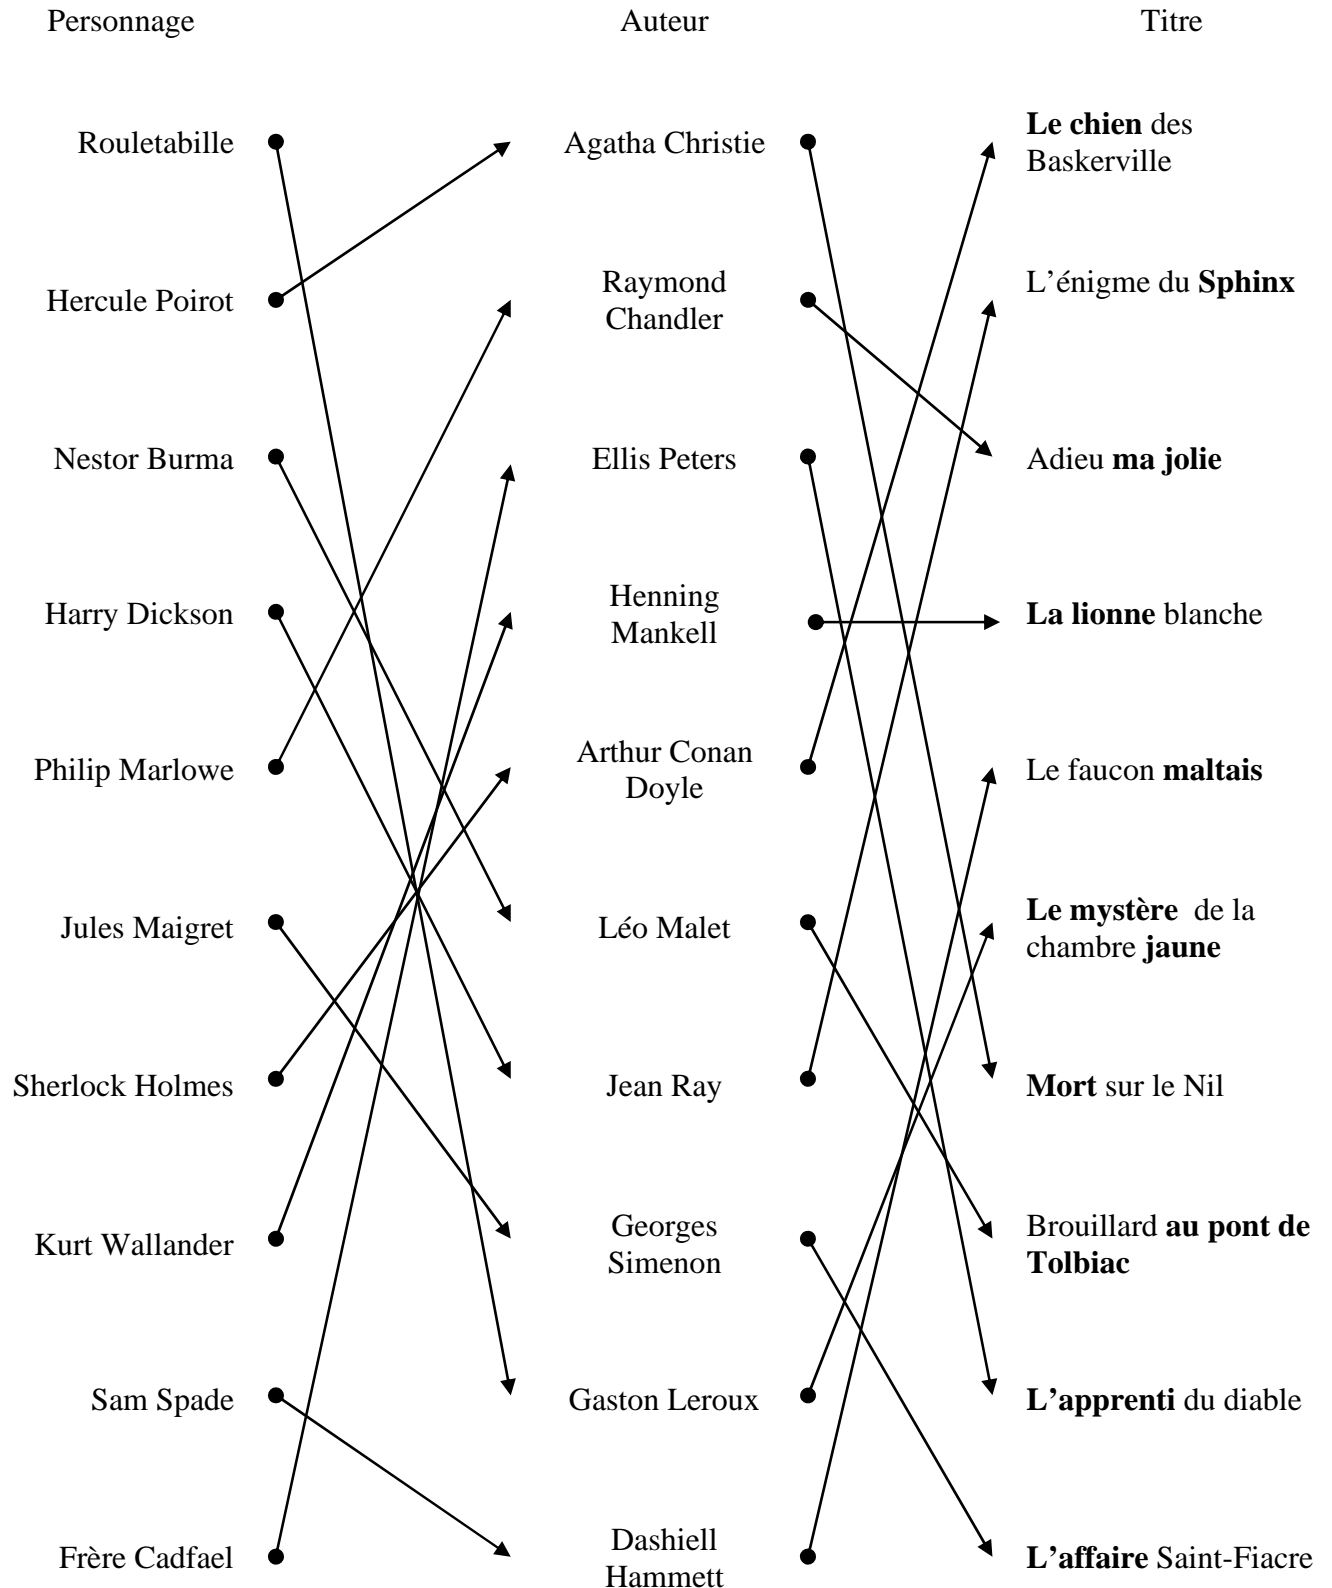 Personnage Auteur Titre
Rouletabille Agatha Christie Le chien des
Baskerville
Hercule Poirot Raymond
Chandler L’énigme du Sphinx
Nestor Burma Ellis Peters Adieu ma jolie
Harry Dickson Henning
Mankell La lionne blanche
Philip Marlowe Arthur Conan
Doyle Le faucon maltais
Jules Maigret Léo Malet Le mystère de la
chambre jaune
Sherlock Holmes Jean Ray Mort sur le Nil
Kurt Wallander Georges
Simenon Brouillard au pont de
Tolbiac
Sam Spade Gaston Leroux L’apprenti du diable
Frère Cadfael Dashiell
Hammett L’affaire Saint-Fiacre